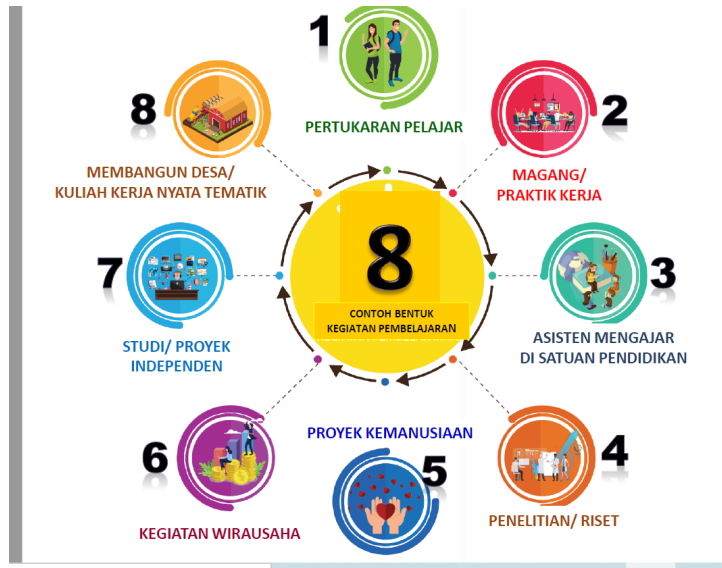 1
PERTUKARAN PELAJAR
2
MAGANG/
PRAKTIK KERJA
3
ASISTEN MENGAJAR
DI SATUAN PENDIDIKAN
4
PENELITIAN/ RISET
5
PROYEK KEMANUSIAAN
6
KEGIATAN WIRAUSAHA
7
STUDI/ PROYEK
INDEPENDEN
8
MEMBANGUN DESA/
KULIAH KERJA NYATA TEMATIK
8
CONTOH BENTUK
KEGIATAN PEMBELAJARAN